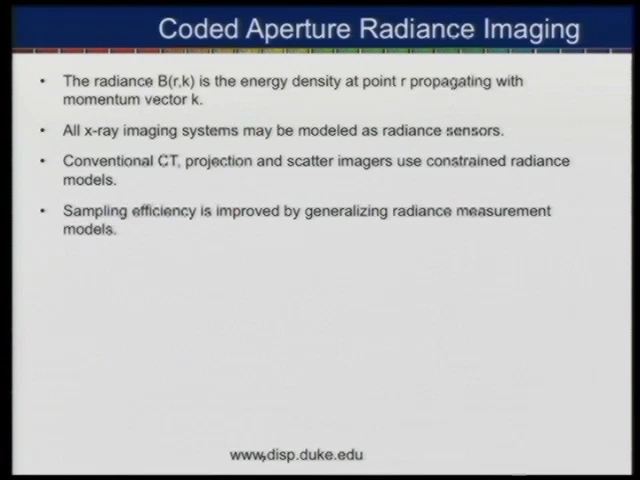 Coded Aperture Radiance Imaging
• The radiance B(r,k) is the energy density at point r propagating with
momentum vector k.
• All x-ray imaging systems may be modeled as radiance sensors.
• Conventional CT, projection and scatter imagers use constrained radiance
models.
• Sampling efficiency is improved by generalizing radiance measurement
models.
www.disp.duke.edu